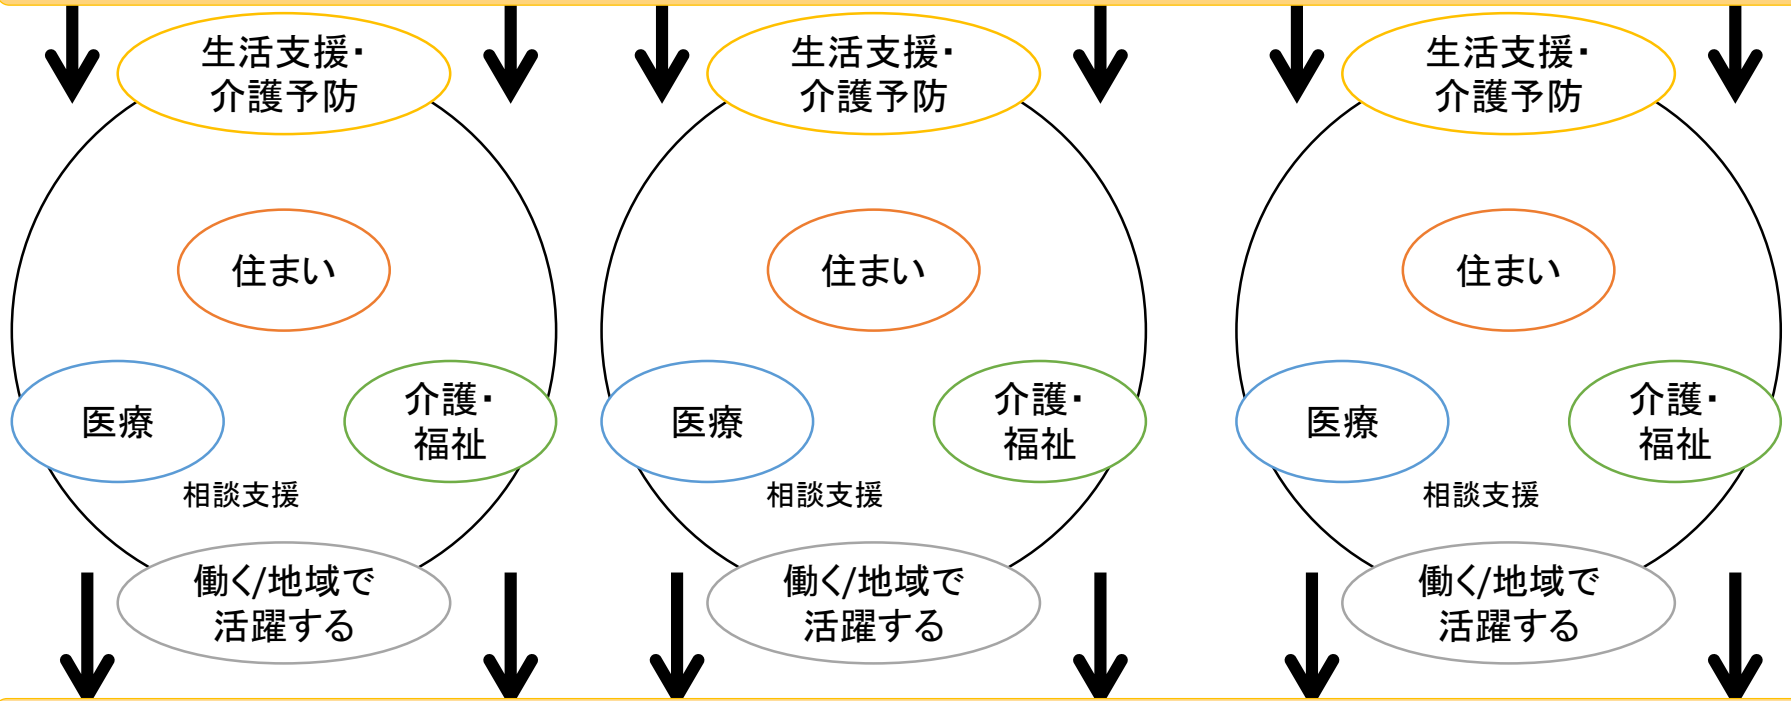 生活支援・
介護予防
住まい
医療
介護・
福祉
相談支援
働く/地域で
活躍する
生活支援・
介護予防
住まい
医療
介護・
福祉
相談支援
働く/地域で
活躍する
生活支援・
介護予防
住まい
医療
介護・
福祉
相談支援
働く/地域で
活躍する